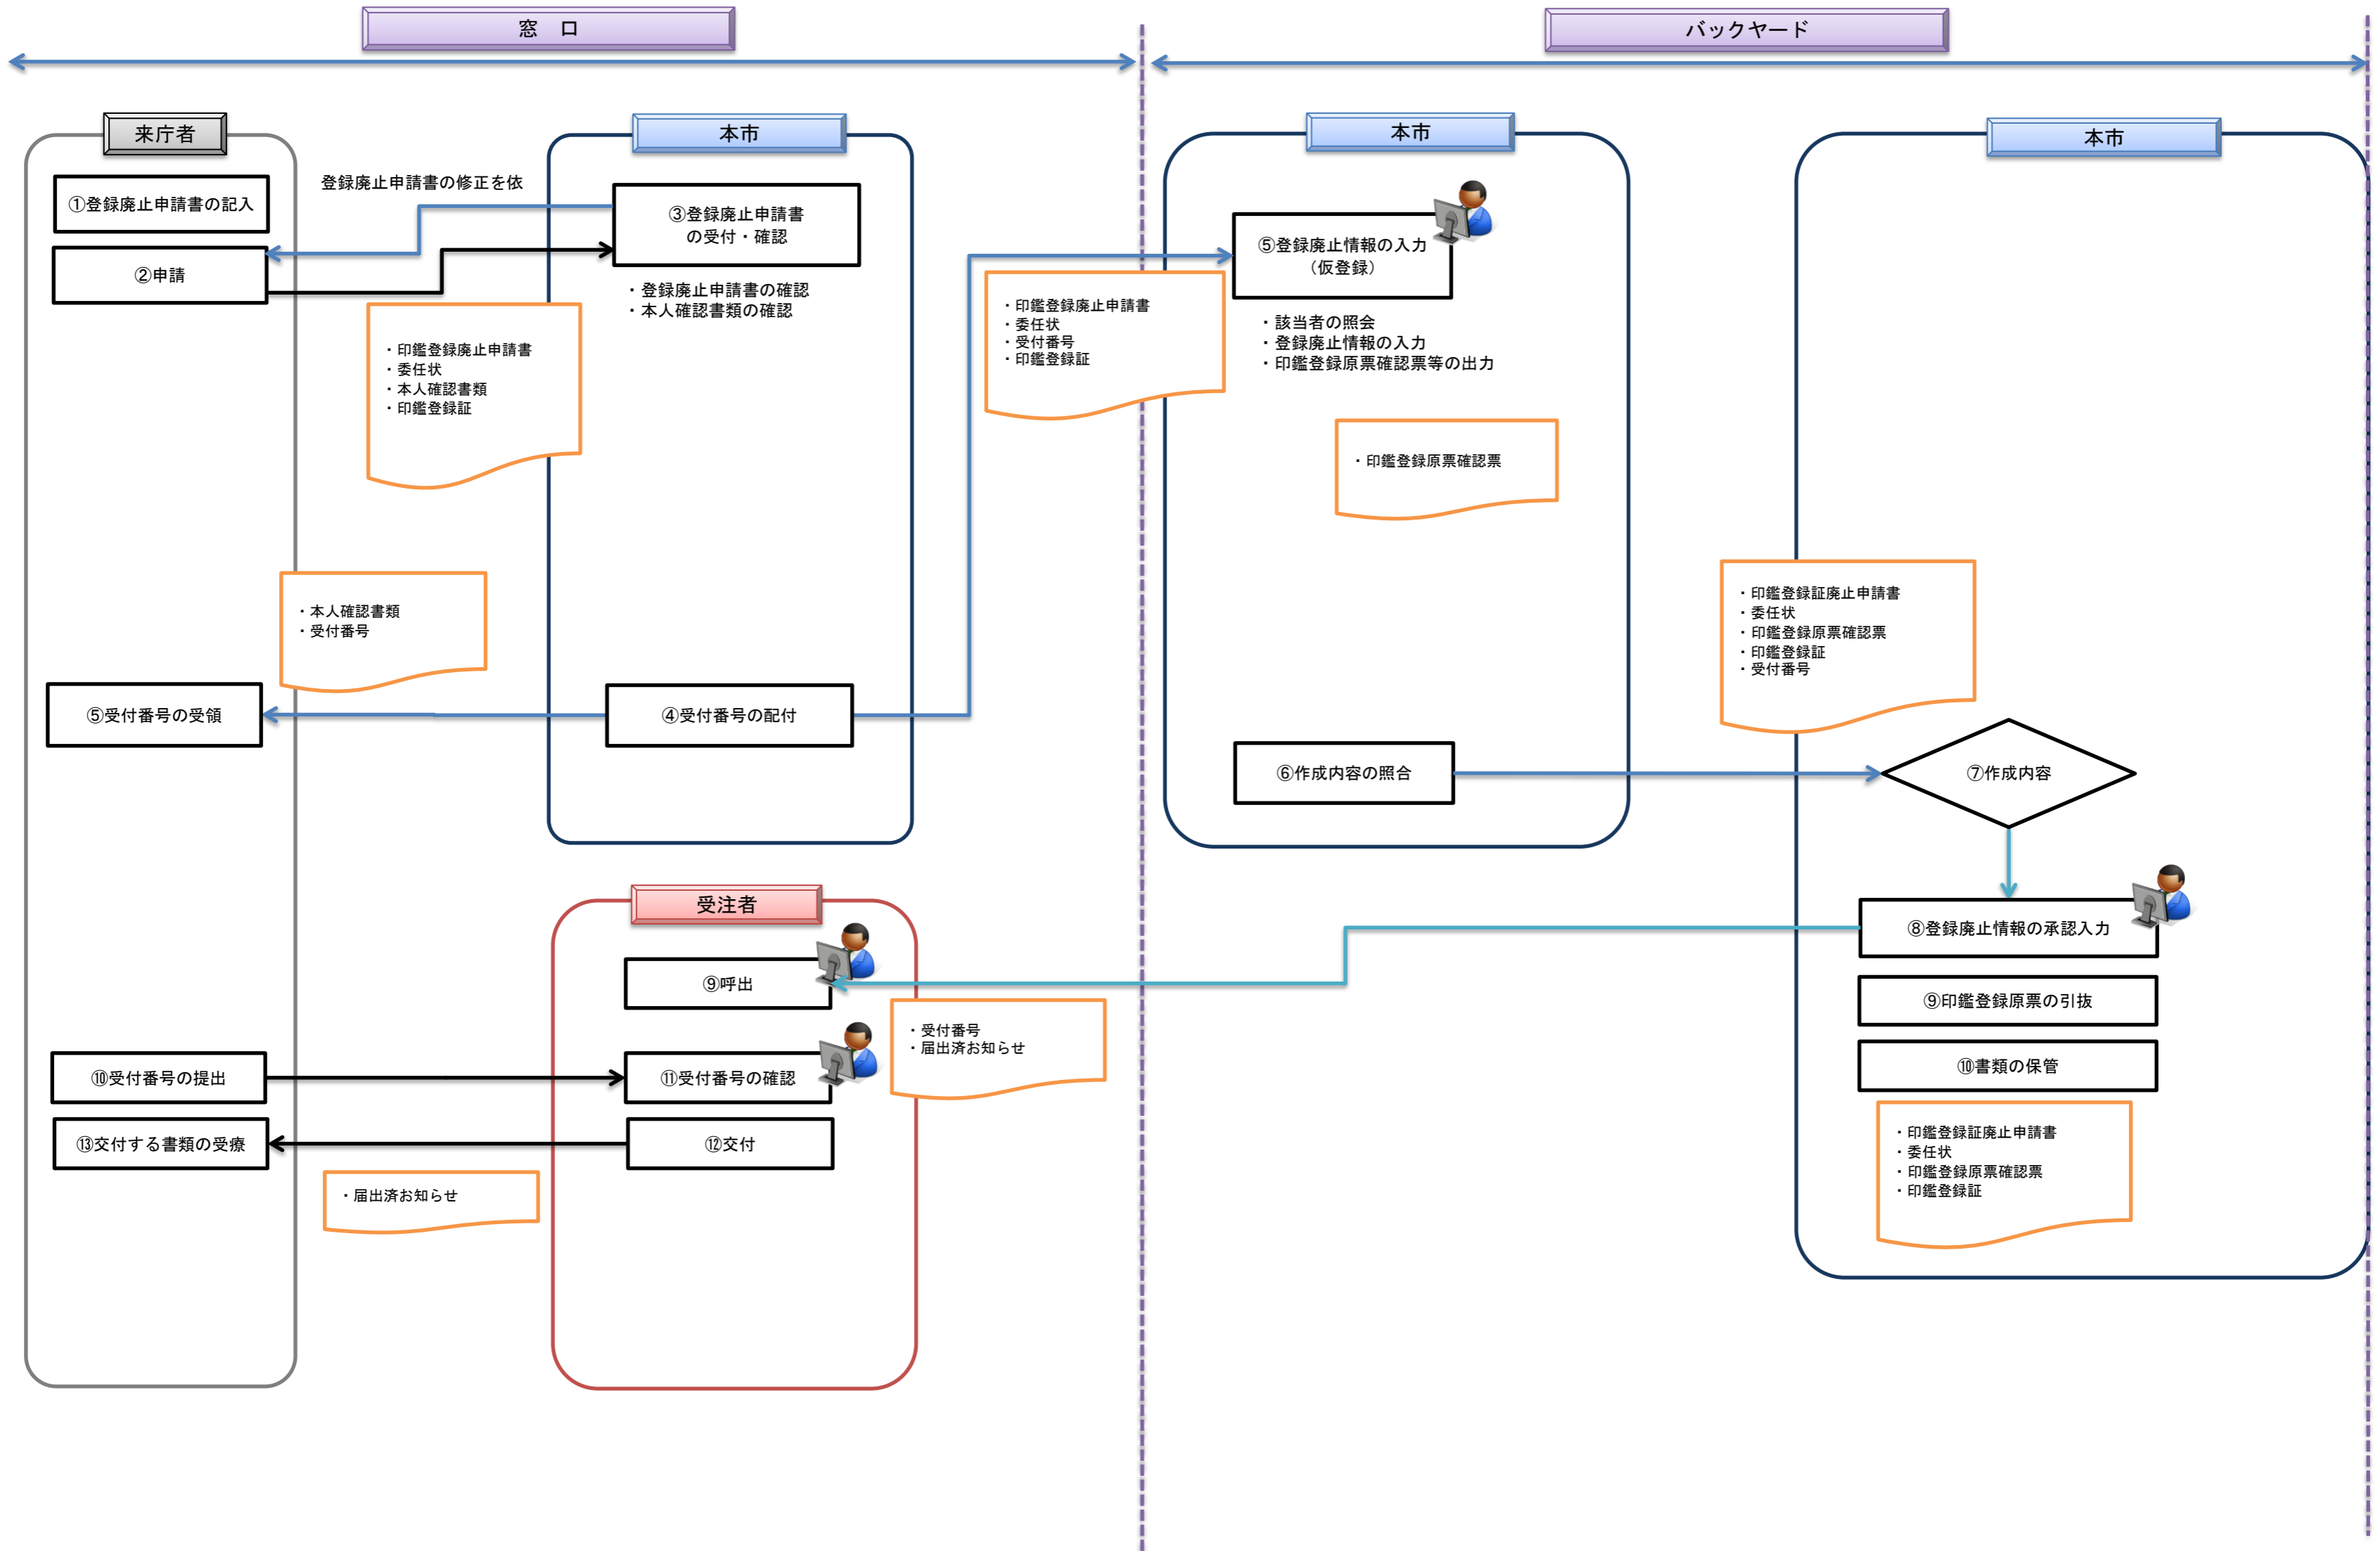 窓　口
バックヤード
来庁者
本市
本市
本市
①登録廃止申請書の記入
登録廃止申請書の修正を依
②申請
③登録廃止申請書
の受付・確認
・登録廃止申請書の確認
・本人確認書類の確認
・印鑑登録廃止申請書
・委任状
・本人確認書類
・印鑑登録証
⑤登録廃止情報の入力
（仮登録）
・該当者の照会
・登録廃止情報の入力
・印鑑登録原票確認票等の出力
・印鑑登録廃止申請書
・委任状
・受付番号
・印鑑登録証
・印鑑登録原票確認票
・本人確認書類
・受付番号
⑤受付番号の受領
④受付番号の配付
・印鑑登録証廃止申請書
・委任状
・印鑑登録原票確認票
・印鑑登録証
・受付番号
⑥作成内容の照合
⑦作成内容
受注者
⑧登録廃止情報の承認入力
⑨呼出
⑨印鑑登録原票の引抜
・受付番号
・届出済お知らせ
⑩受付番号の提出
⑪受付番号の確認
⑩書類の保管
⑬交付する書類の受療
⑫交付
・届出済お知らせ
・印鑑登録証廃止申請書
・委任状
・印鑑登録原票確認票
・印鑑登録証